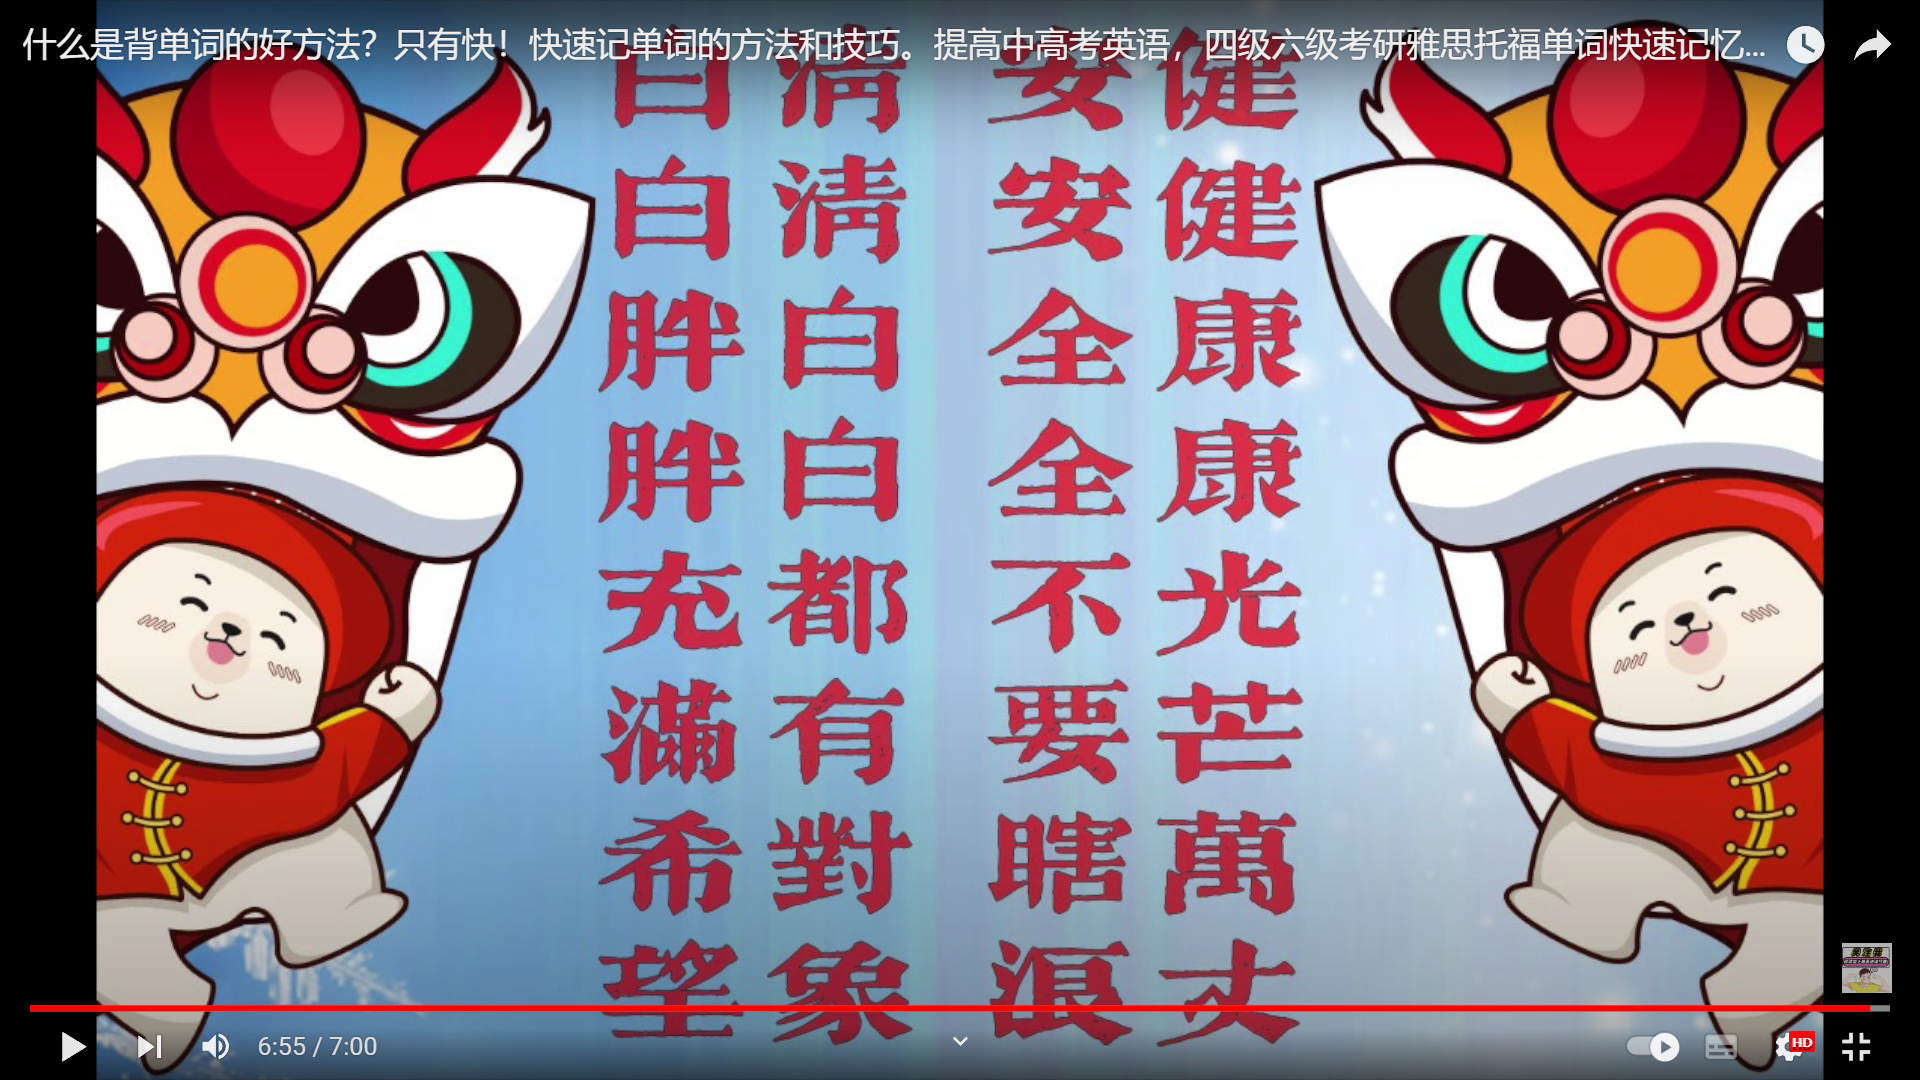 什么是背单词的好方法？只有快！快速记单词的方法和技巧。提高中高考英语，四级六级考研雅思托福单词快速记忆...
健健康康光芒萬丈
安安全全不要瞎浪
清清白白都有對象
白白胖胖充滿希望
6:55 / 7:00
HD